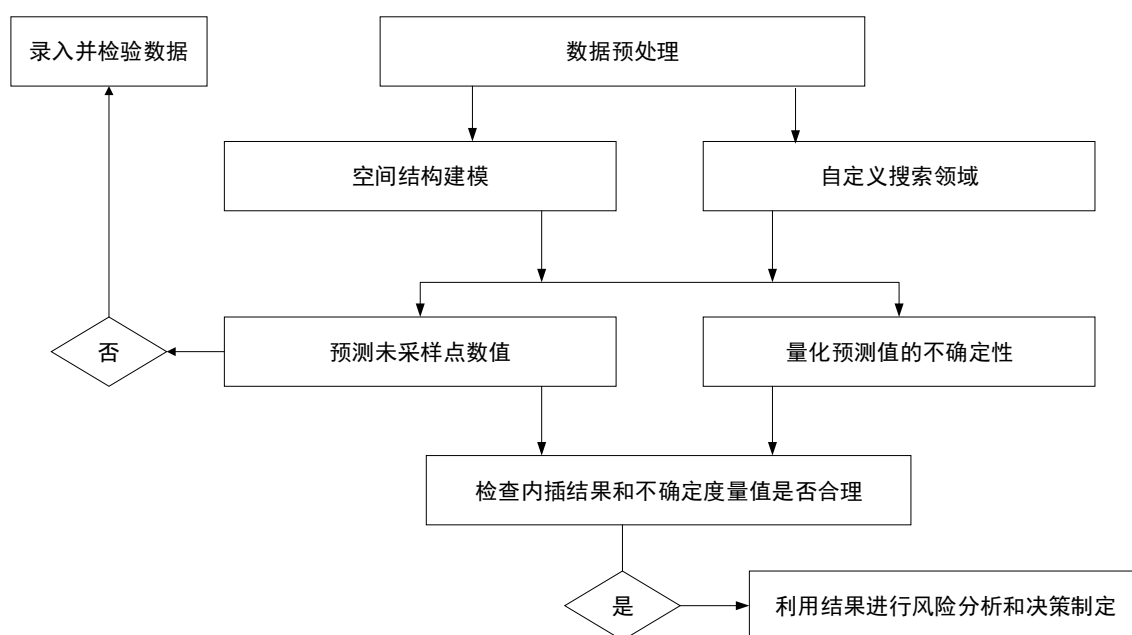 录入并检验数据
数据预处理
空间结构建模
自定义搜索领域
否
预测未采样点数值
量化预测值的不确定性
检查内插结果和不确定度量值是否合理
是
利用结果进行风险分析和决策制定